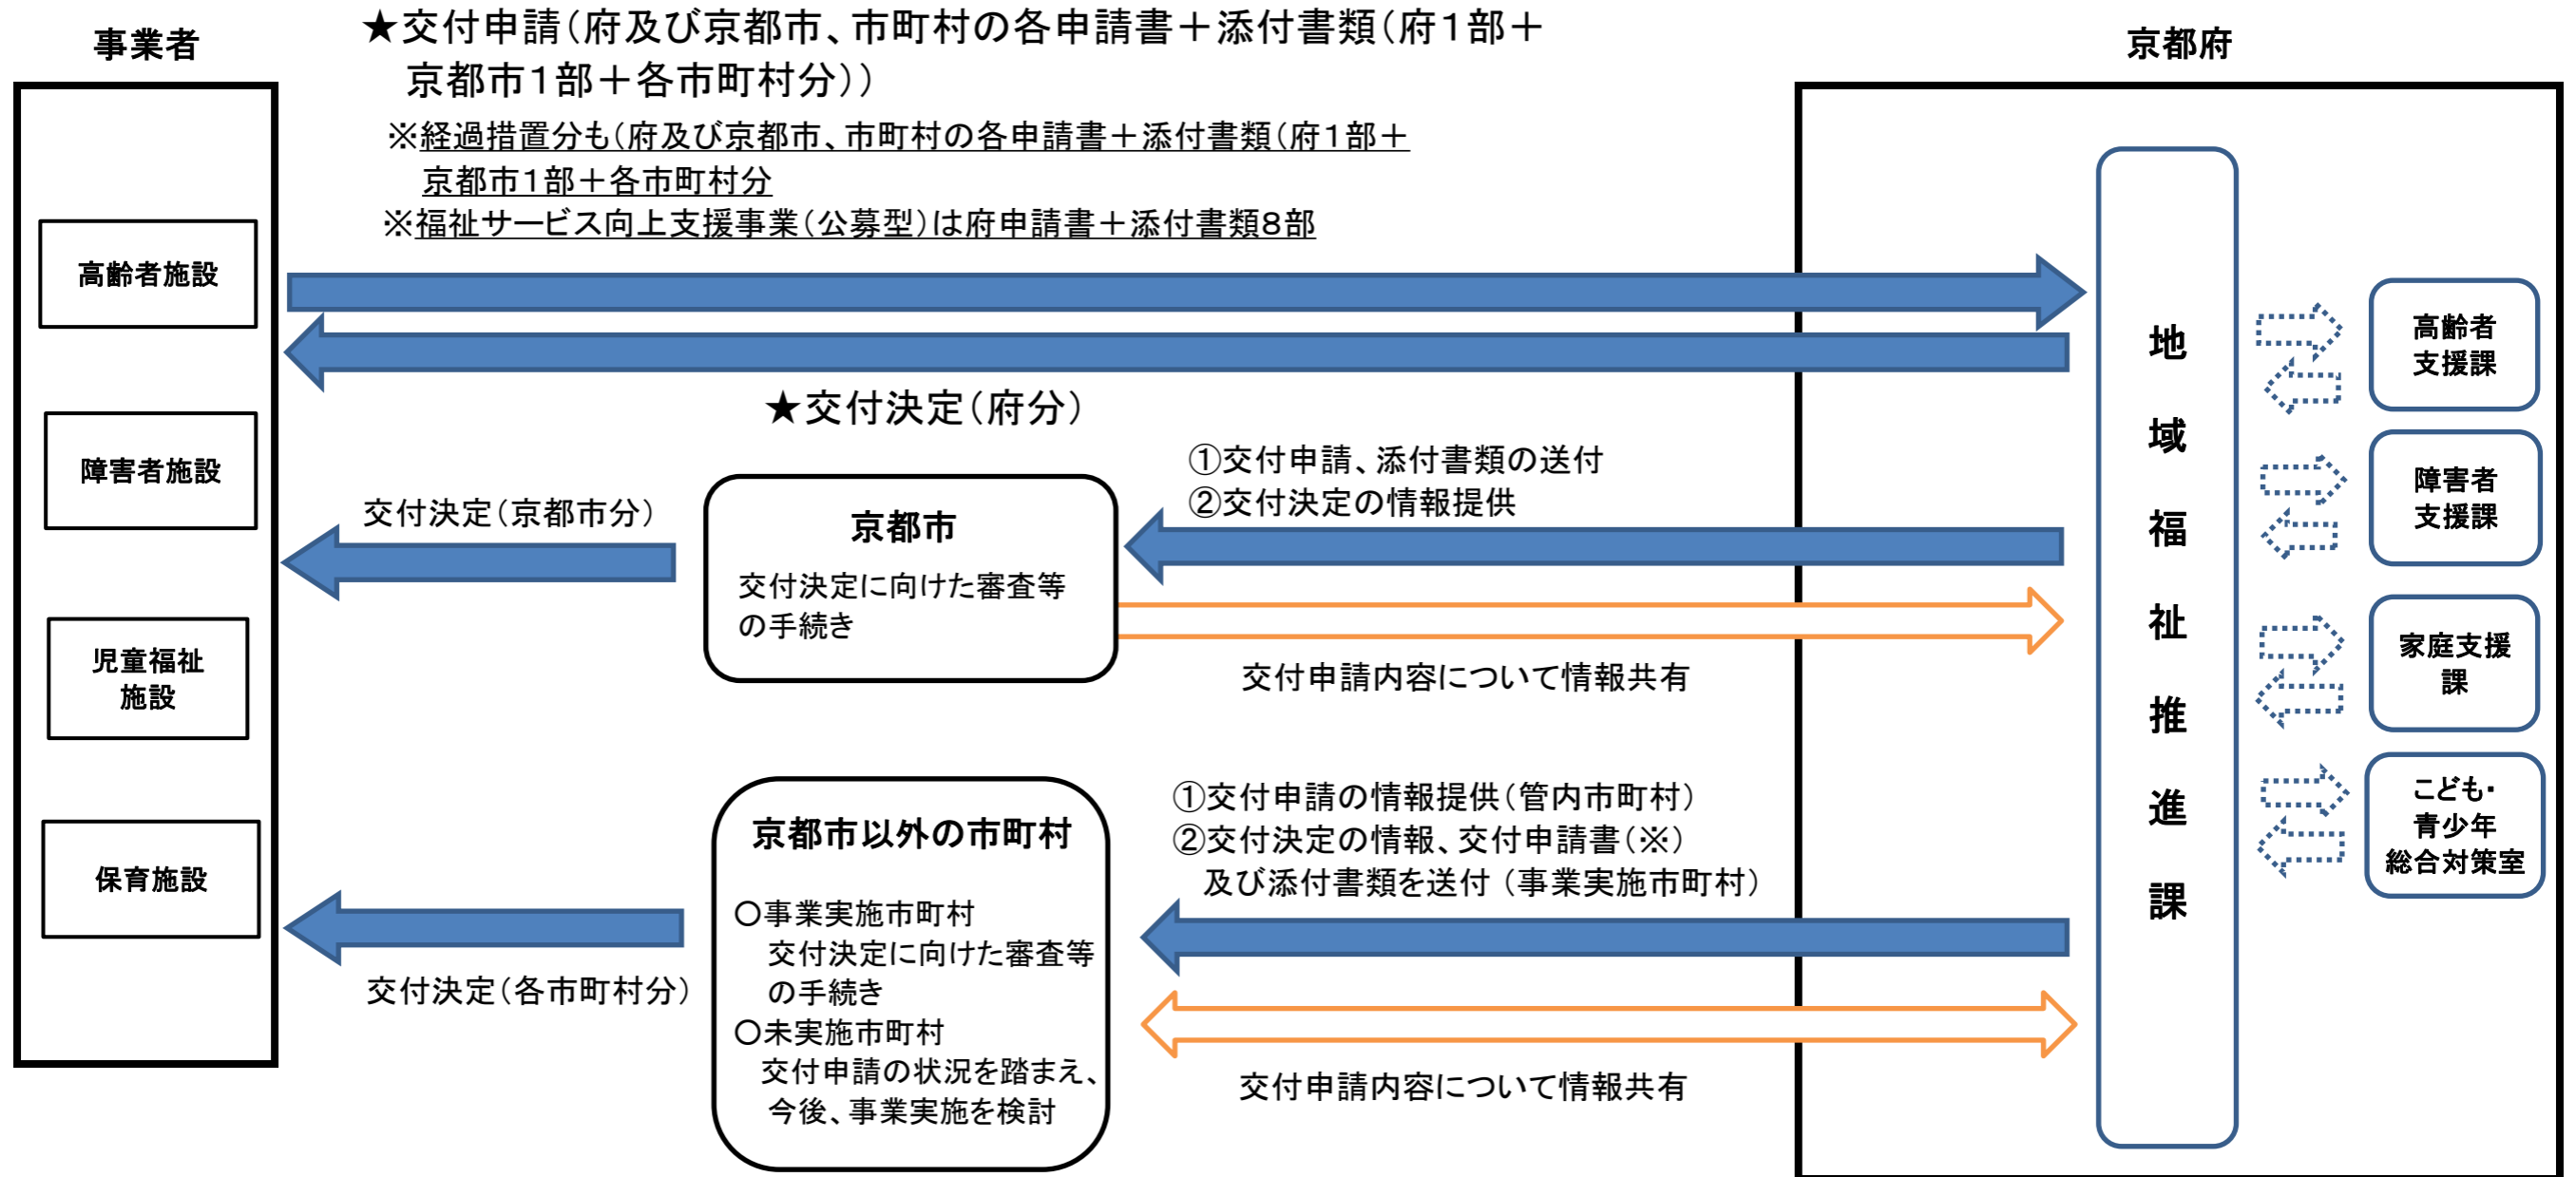 事業者
★交付申請（府及び京都市、市町村の各申請書＋添付書類（府１部＋
京都市１部＋各市町村分））
※経過措置分も（府及び京都市、市町村の各申請書＋添付書類（府１部＋
京都市１部＋各市町村分
※福祉サービス向上支援事業（公募型）は府申請書＋添付書類８部
京都府
高齢者施設
障害者施設
児童福祉
施設
保育施設
★交付決定（府分）
交付決定（京都市分）
京都市
交付決定に向けた審査等
の手続き
①交付申請、添付書類の送付
②交付決定の情報提供
交付申請内容について情報共有
交付決定（各市町村分）
京都市以外の市町村
〇事業実施市町村
交付決定に向けた審査等
の手続き
〇未実施市町村
交付申請の状況を踏まえ、
今後、事業実施を検討
①交付申請の情報提供（管内市町村）
②交付決定の情報、交付申請書（※）
及び添付書類を送付（事業実施市町村）
交付申請内容について情報共有
地域福祉推進課
高齢者
支援課
障害者
支援課
家庭支援
課
こども・
青少年
総合対策室